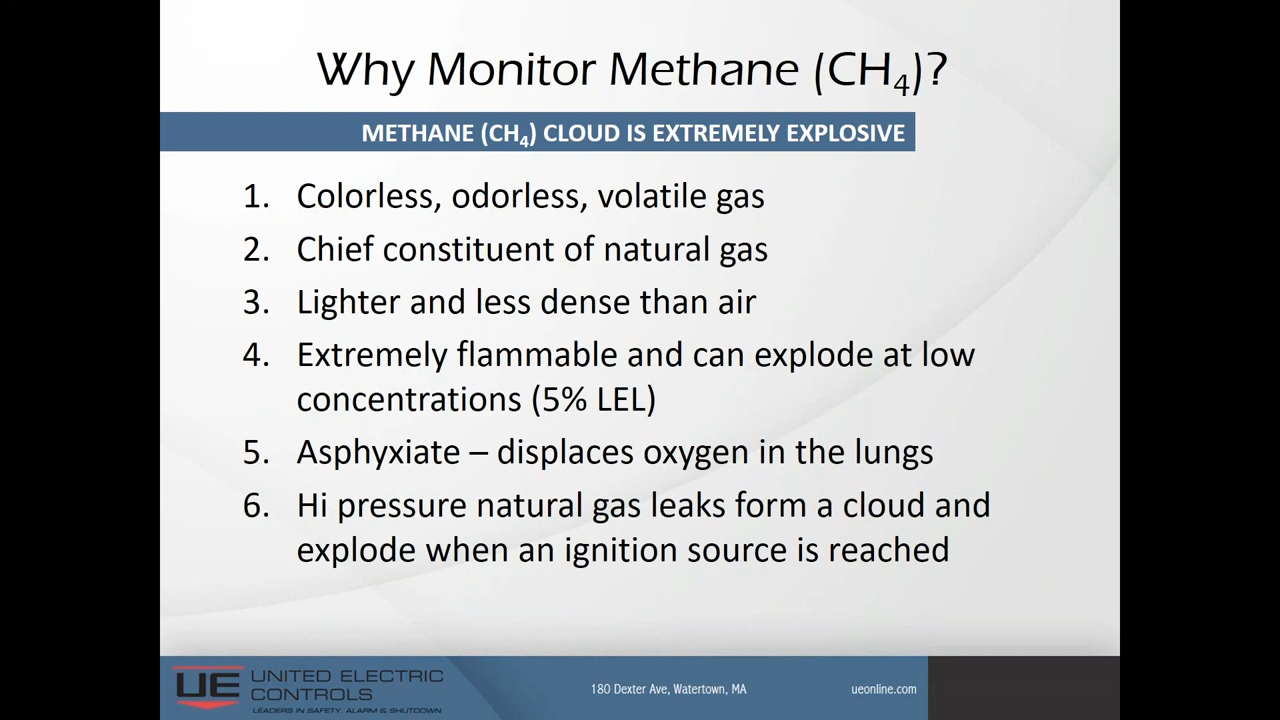 Why Monitor Methane (CH₄)?
METHANE (CH₄) CLOUD IS EXTREMELY EXPLOSIVE
1. Colorless, odorless, volatile gas
2. Chief constituent of natural gas
3. Lighter and less dense than air
4. Extremely flammable and can explode at low
concentrations (5% LEL)
5. Asphyxiate – displaces oxygen in the lungs
6. Hi pressure natural gas leaks form a cloud and
explode when an ignition source is reached
UE UNITED ELECTRIC
CONTROLS
LEADERS IN SAFETY, ALARM & SHUTDOWN
180 Dexter Ave, Watertown, MA
ueonline.com